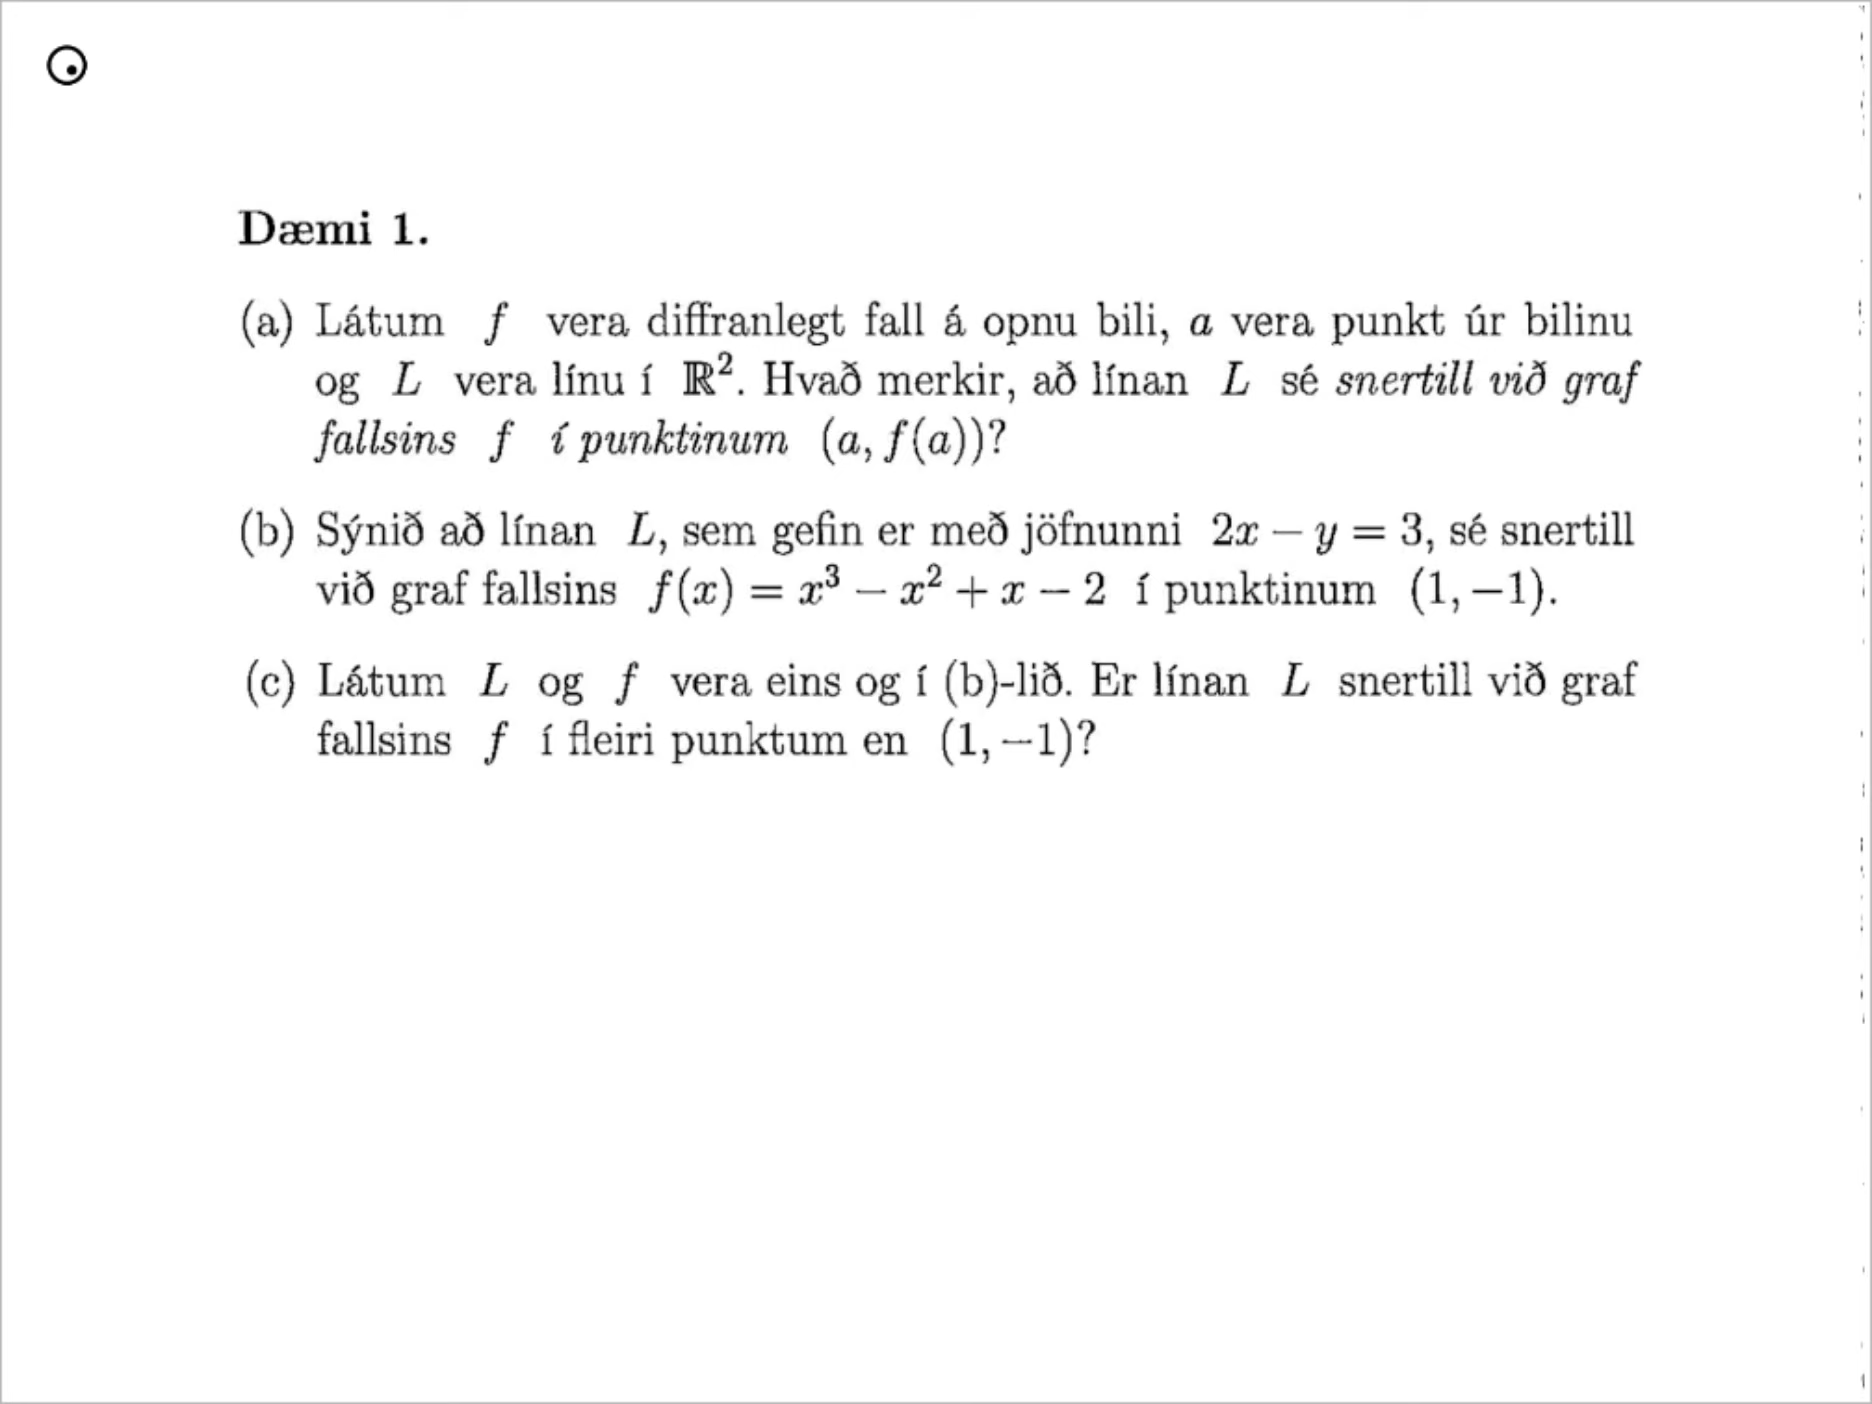 Dæmi 1.
(a) Látum f vera diffranlegt fall á opnu bili, a vera punkt úr bilinu
og L vera línu í ℝ². Hvað merkir, að línan L sé snertill við graf
fallsins f í punktinum (a, f(a))?
(b) Sýnið að línan L, sem gefin er með jöfnunni 2x − y = 3, sé snertill
við graf fallsins f(x) = x³ − x² + x − 2 í punktinum (1, −1).
(c) Látum L og f vera eins og í (b)-lið. Er línan L snertill við graf
fallsins f í fleiri punktum en (1, −1)?